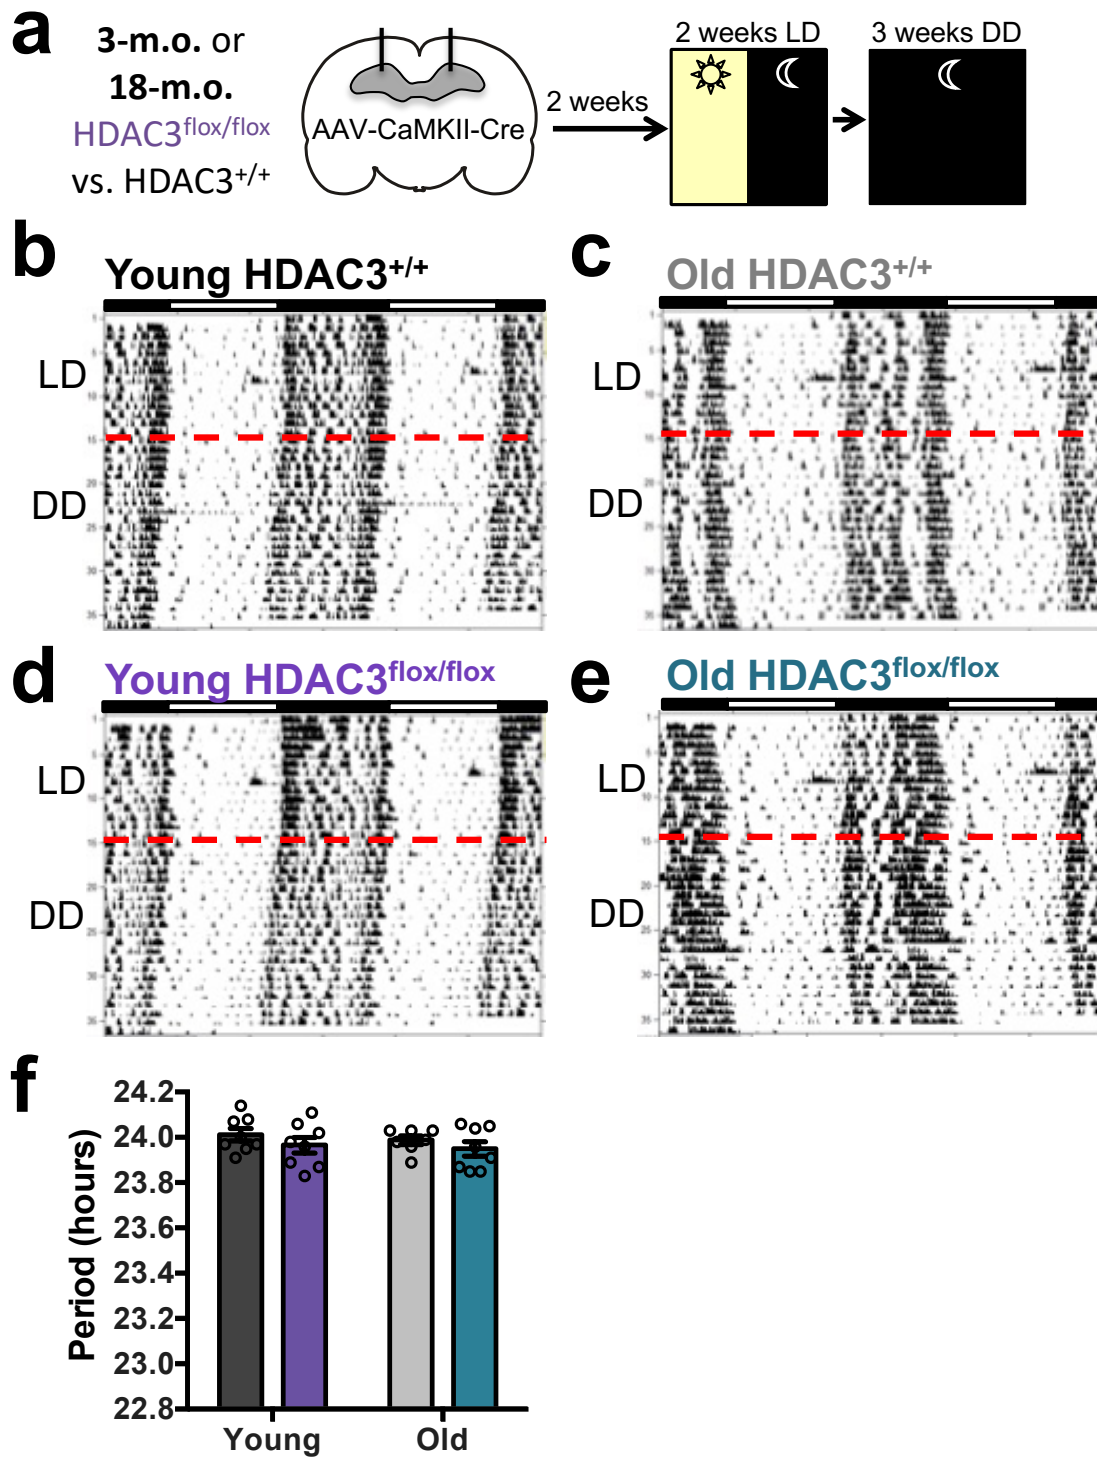 a
3-m.o. or
18-m.o.
HDAC3flox/flox
vs. HDAC3+/+
AAV-CaMKII-Cre
2 weeks
2 weeks LD
3 weeks DD
b
Young HDAC3+/+
LD
DD
c
Old HDAC3+/+
LD
DD
d
Young HDAC3flox/flox
LD
DD
e
Old HDAC3flox/flox
LD
DD
f
Period (hours)
24.2
24.0
23.8
23.6
23.4
23.2
23.0
22.8
Young
Old